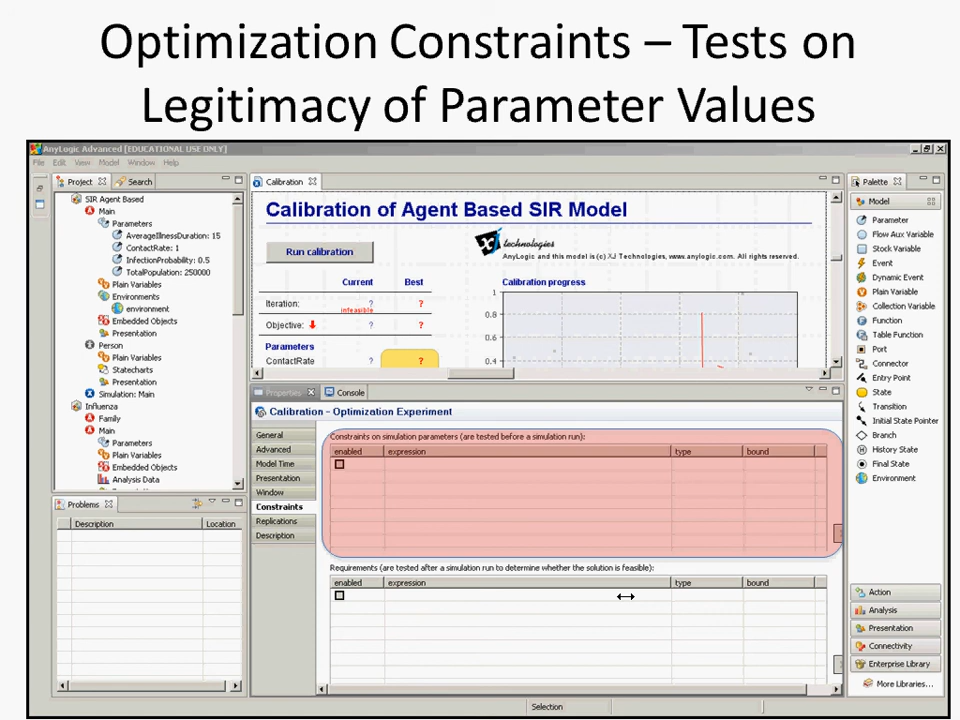 Optimization Constraints – Tests on
Legitimacy of Parameter Values
AnyLogic Advanced [EDUCATIONAL USE ONLY]
File Edit View Model Window Help
Project
Search
SIR Agent Based
Main
Parameters
AverageIllnessDuration: 15
ContactRate: 1
InfectionProbability: 0.5
TotalPopulation: 250000
Plain Variables
Environments
environment
Embedded Objects
Presentation
Person
Plain Variables
Statecharts
Presentation
Simulation: Main
Influenza
Family
Main
Parameters
Plain Variables
Embedded Objects
Analysis Data
Problems
Description Location
Calibration
Calibration of Agent Based SIR Model
Run calibration
technologies
AnyLogic and this model is (c) XJ Technologies, www.anylogic.com. All rights reserved.
Current Best
Iteration: ? ?
infeasible
Objective: ? ?
Parameters
ContactRate ? ?
Calibration progress
1
0.8
0.6
0.4
Properties
Console
Calibration - Optimization Experiment
General
Advanced
Model Time
Presentation
Window
Constraints
Replications
Description
Constraints on simulation parameters (are tested before a simulation run):
enabled expression type bound
Requirements (are tested after a simulation run to determine whether the solution is feasible):
enabled expression type bound
Palette
Model
Parameter
Flow Aux Variable
Stock Variable
Event
Dynamic Event
Plain Variable
Collection Variable
Function
Table Function
Port
Connector
Entry Point
State
Transition
Initial State Pointer
Branch
History State
Final State
Environment
Action
Analysis
Presentation
Connectivity
Enterprise Library
More Libraries...
Selection